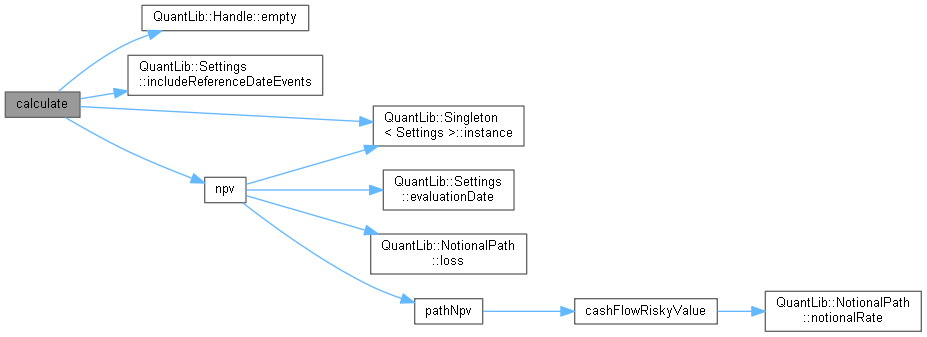 QuantLib::Handle::empty
QuantLib::Settings
::includeReferenceDateEvents
calculate
QuantLib::Singleton
< Settings >::instance
npv
QuantLib::Settings
::evaluationDate
QuantLib::NotionalPath
::loss
pathNpv
cashFlowRiskyValue
QuantLib::NotionalPath
::notionalRate